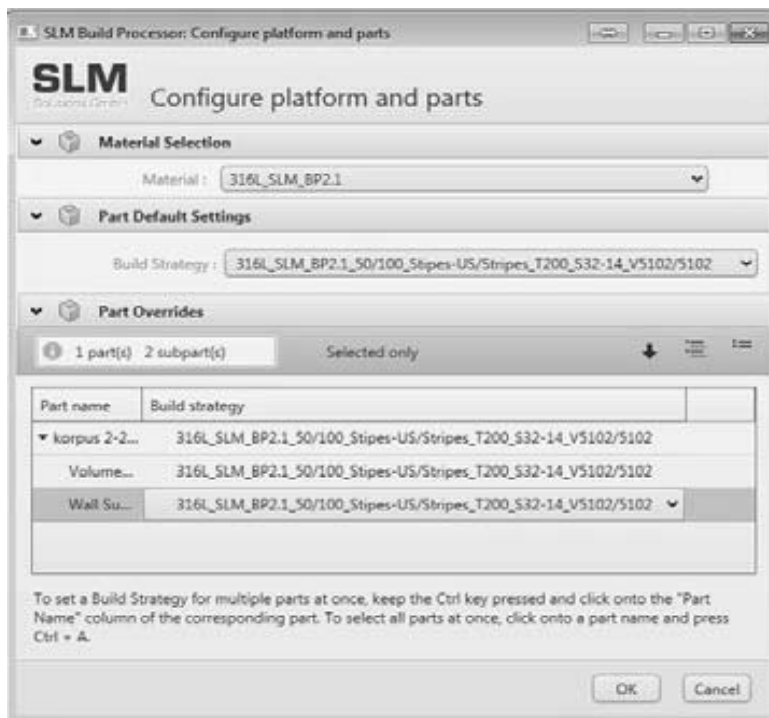 SLM Build Processor: Configure platform and parts
SLM
Configure platform and parts
Material Selection
Material : 316L_SLM_BP2.1
Part Default Settings
Build Strategy : 316L_SLM_BP2.1_50/100_Stipes-US/Stripes_T200_S32-14_V5102/5102
Part Overrides
1 part(s) 2 subpart(s) Selected only
Part name Build strategy
korpus 2-2... 316L_SLM_BP2.1_50/100_Stipes-US/Stripes_T200_S32-14_V5102/5102
Volume... 316L_SLM_BP2.1_50/100_Stipes-US/Stripes_T200_S32-14_V5102/5102
Wall Su... 316L_SLM_BP2.1_50/100_Stipes-US/Stripes_T200_S32-14_V5102/5102
To set a Build Strategy for multiple parts at once, keep the Ctrl key pressed and click onto the "Part
Name" column of the corresponding part. To select all parts at once, click onto a part name and press
Ctrl + A.
OK Cancel